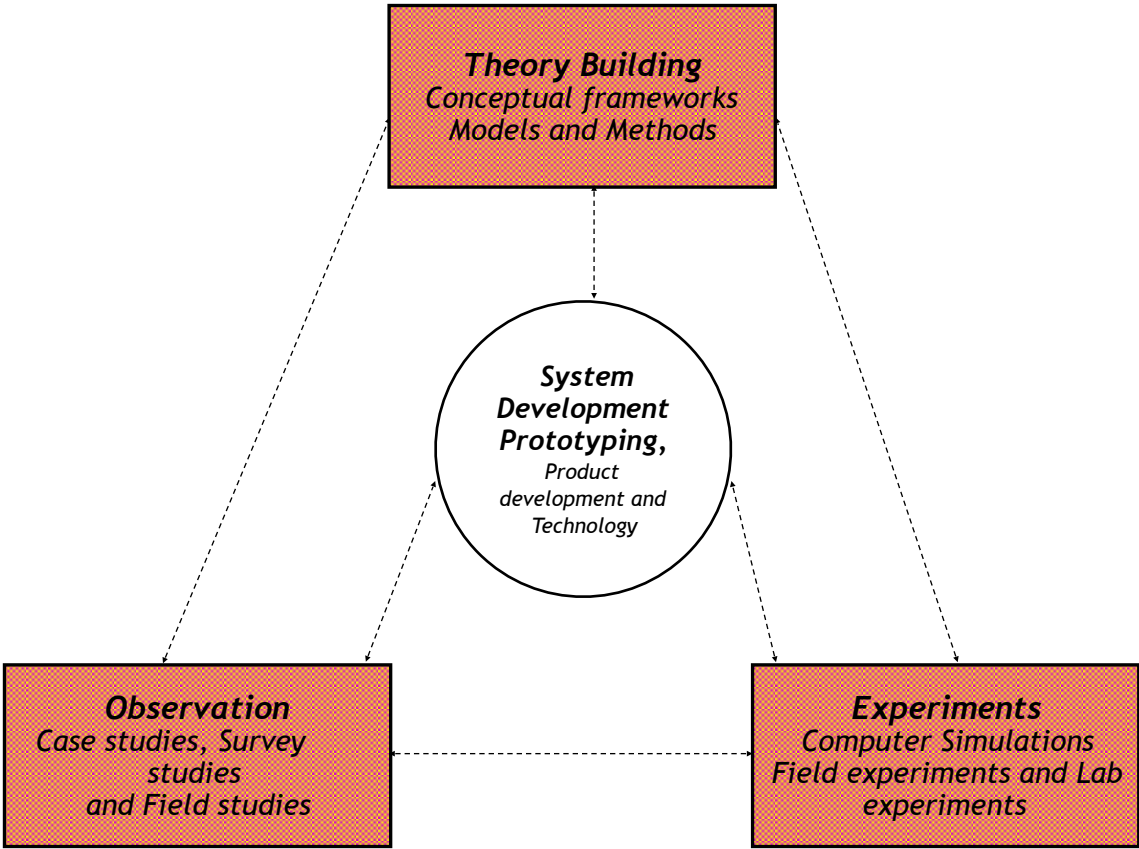 Theory Building
Conceptual frameworks
Models and Methods
System
Development
Prototyping,
Product
development and
Technology
Observation
Case studies, Survey
studies
and Field studies
Experiments
Computer Simulations
Field experiments and Lab
experiments